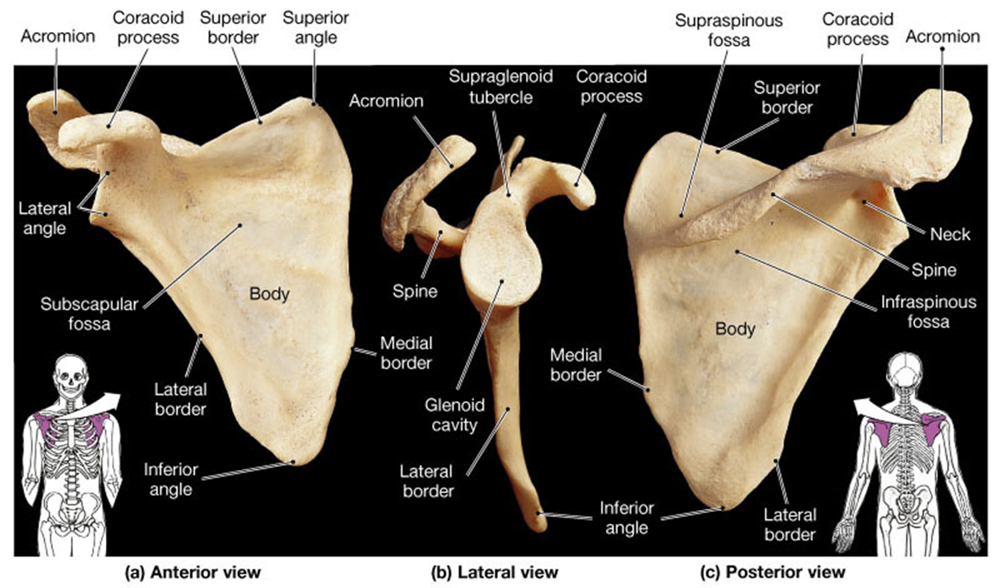 Acromion
Coracoid
process
Superior
border
Superior
angle
Lateral
angle
Subscapular
fossa
Body
Lateral
border
Medial
border
Inferior
angle
(a) Anterior view
Acromion
Supraglenoid
tubercle
Coracoid
process
Spine
Glenoid
cavity
Lateral
border
Inferior
angle
(b) Lateral view
Supraspinous
fossa
Coracoid
process
Acromion
Superior
border
Neck
Spine
Infraspinous
fossa
Body
Medial
border
Lateral
border
(c) Posterior view